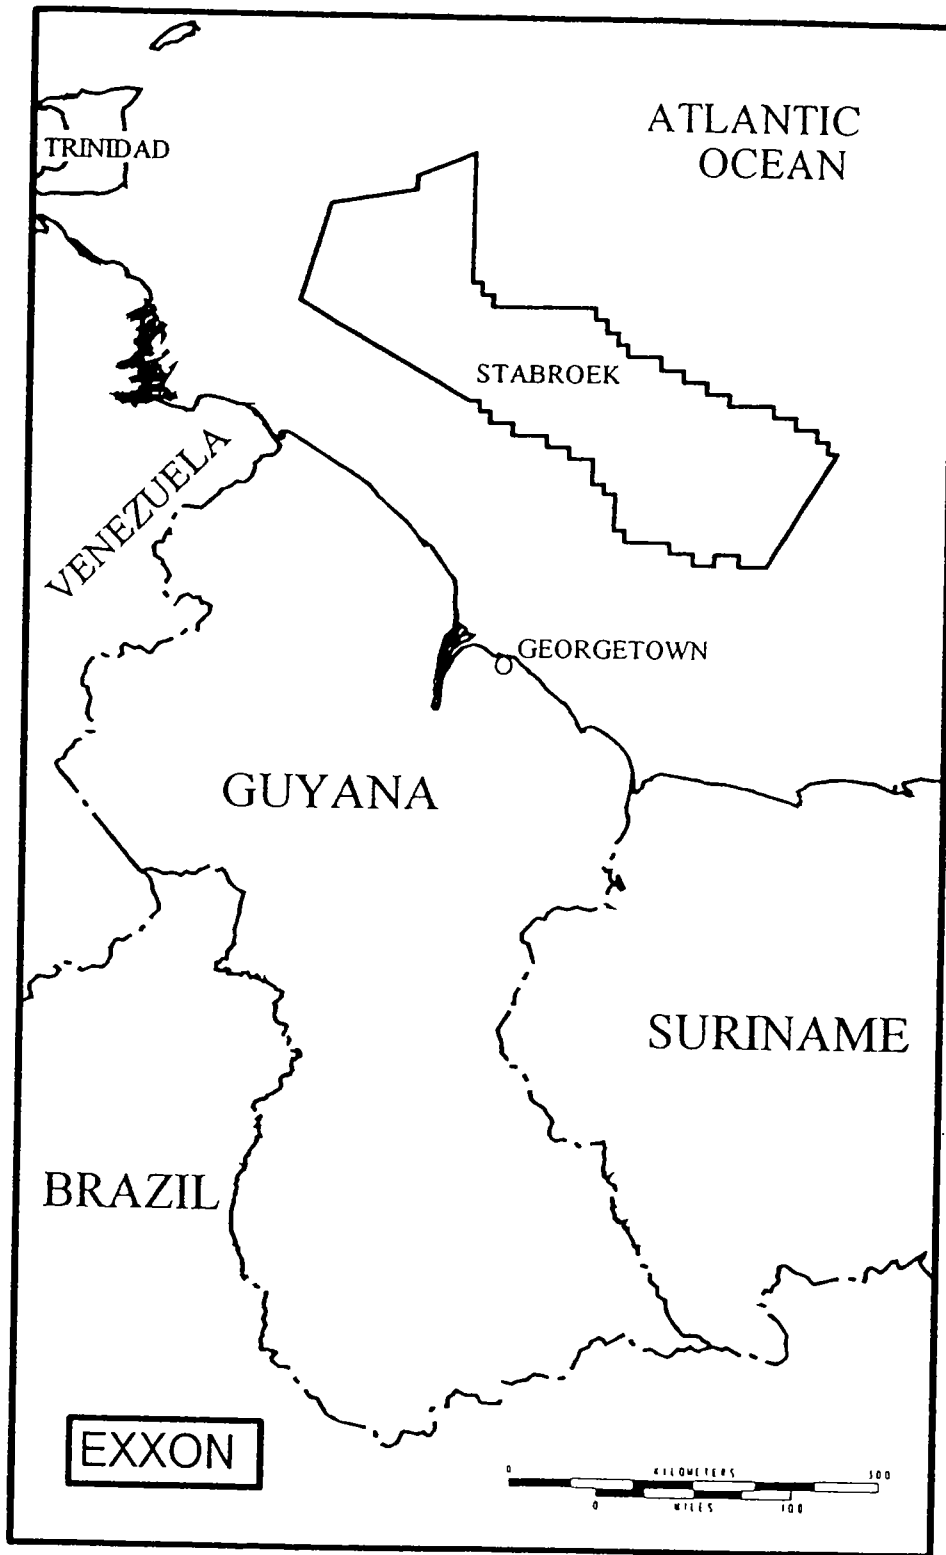 ATLANTIC
OCEAN
TRINIDAD
STABROEK
VENEZUELA
GEORGETOWN
GUYANA
SURINAME
BRAZIL
EXXON
0 KILOMETERS 300
0 MILES 100